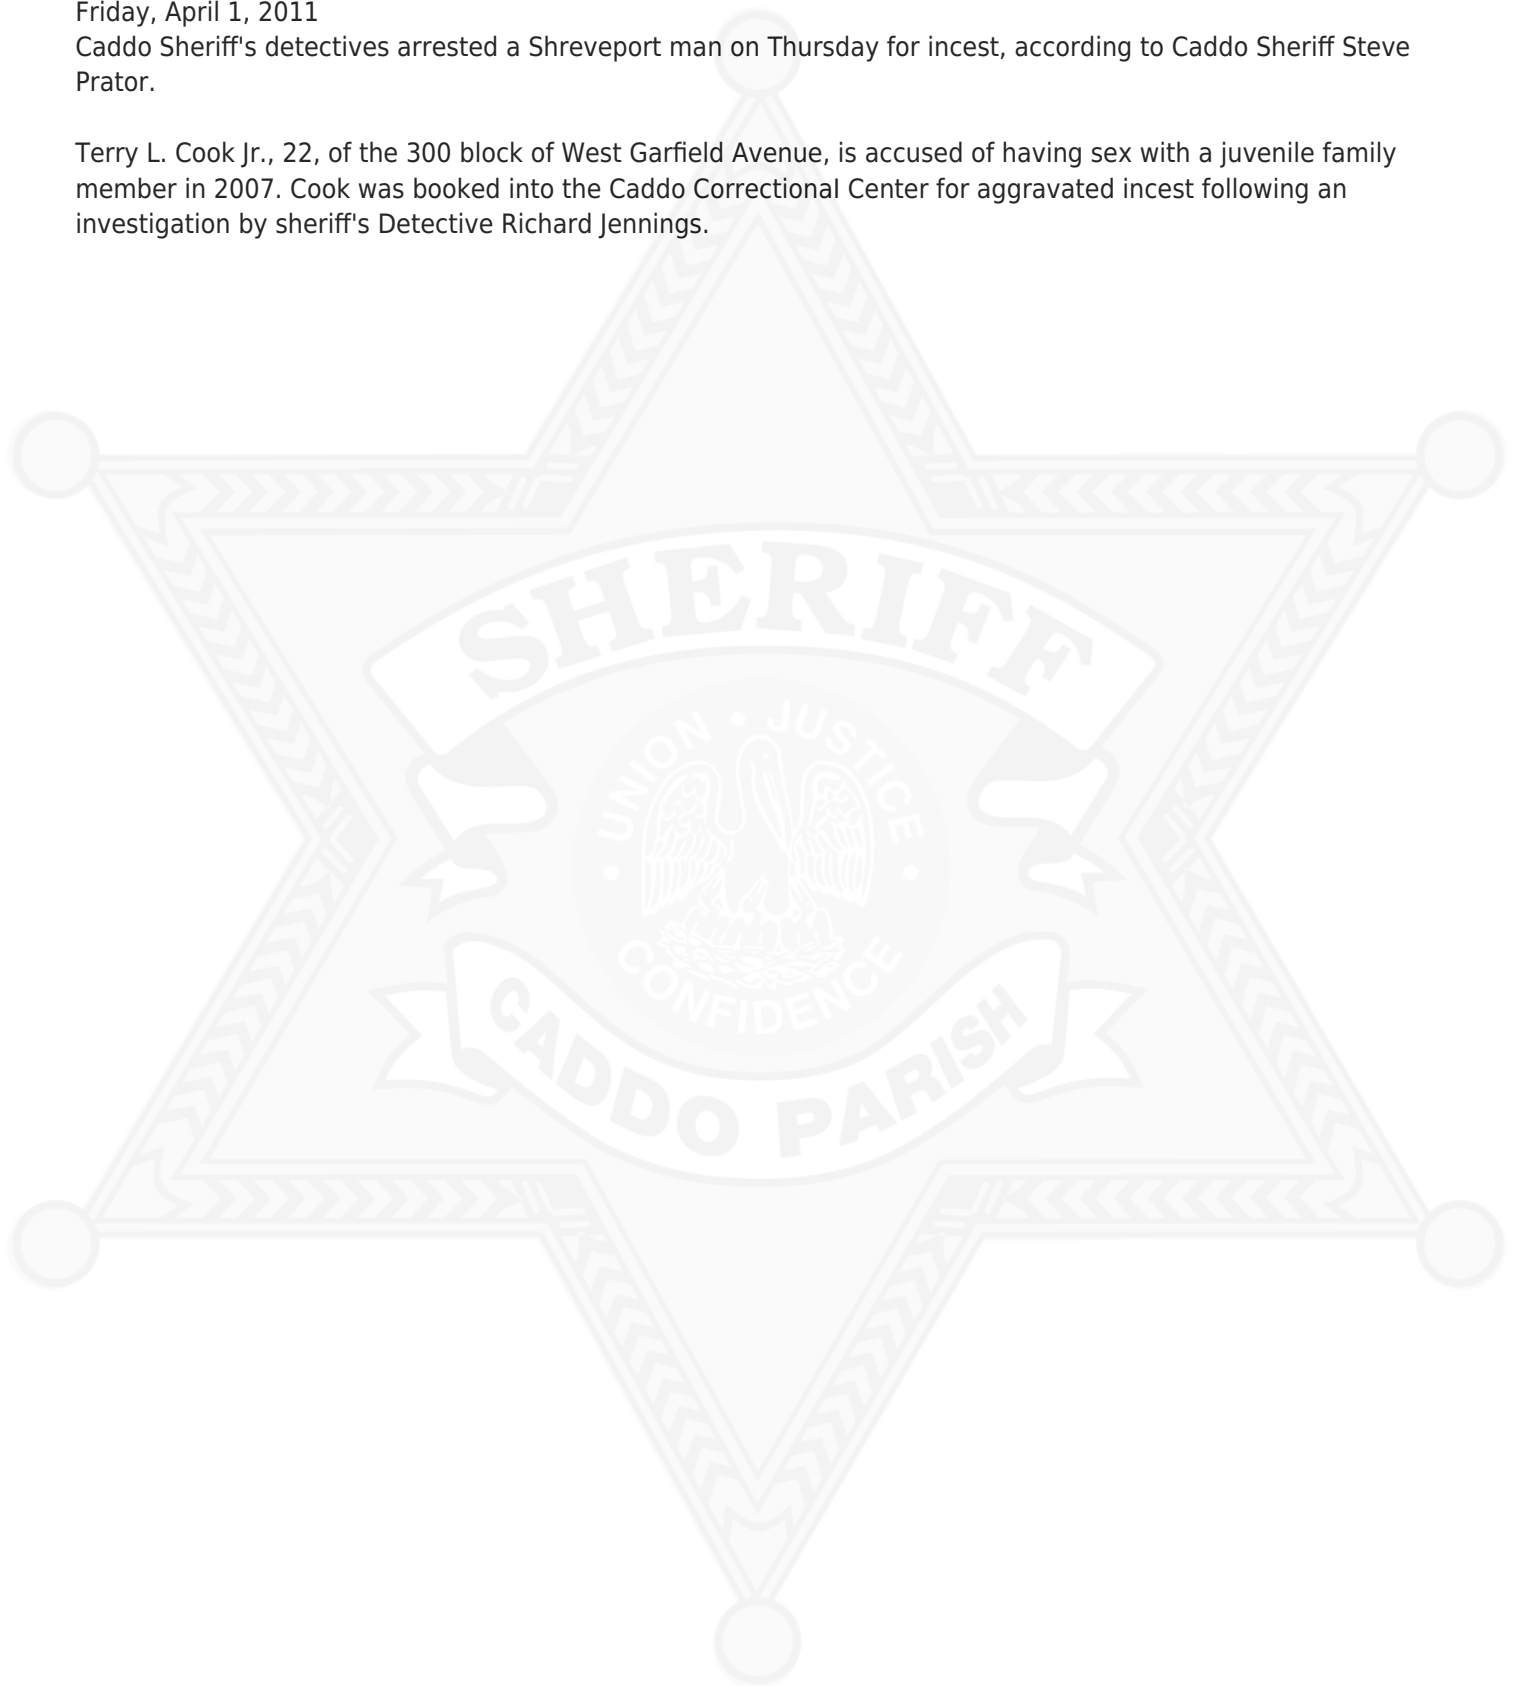 Friday, April 1, 2011
Caddo Sheriff's detectives arrested a Shreveport man on Thursday for incest, according to Caddo Sheriff Steve
Prator.
Terry L. Cook Jr., 22, of the 300 block of West Garfield Avenue, is accused of having sex with a juvenile family
member in 2007. Cook was booked into the Caddo Correctional Center for aggravated incest following an
investigation by sheriff's Detective Richard Jennings.
SHERIFF
UNION • JUSTICE
• CONFIDENCE •
CADDO PARISH